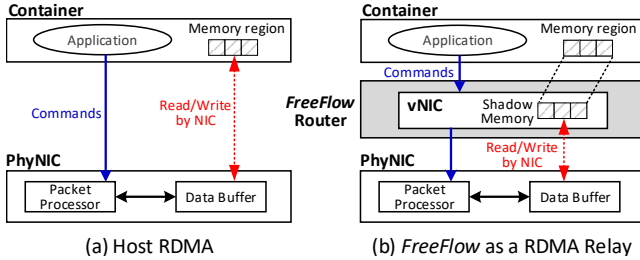 Container
Application
Memory region
Commands
Read/Write
by NIC
PhyNIC
Packet
Processor
Data Buffer
(a) Host RDMA
Container
Application
Memory region
Commands
FreeFlow
Router
vNIC
Shadow
Memory
Read/Write
by NIC
PhyNIC
Packet
Processor
Data Buffer
(b) FreeFlow as a RDMA Relay